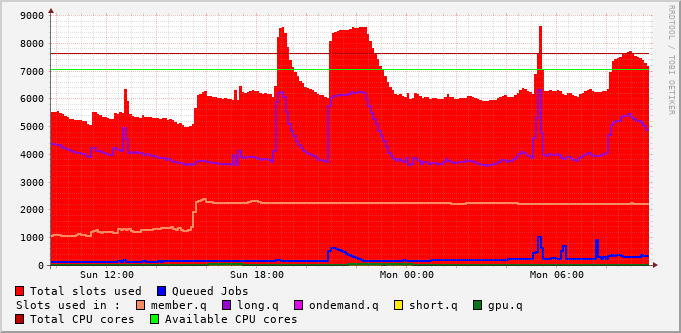 9000
8000
7000
6000
5000
4000
3000
2000
1000
0
Sun 12:00 Sun 18:00 Mon 00:00 Mon 06:00
RRDTOOL / TOBI OETIKER
Total slots used Queued Jobs
Slots used in : member.q long.q ondemand.q short.q gpu.q
Total CPU cores Available CPU cores